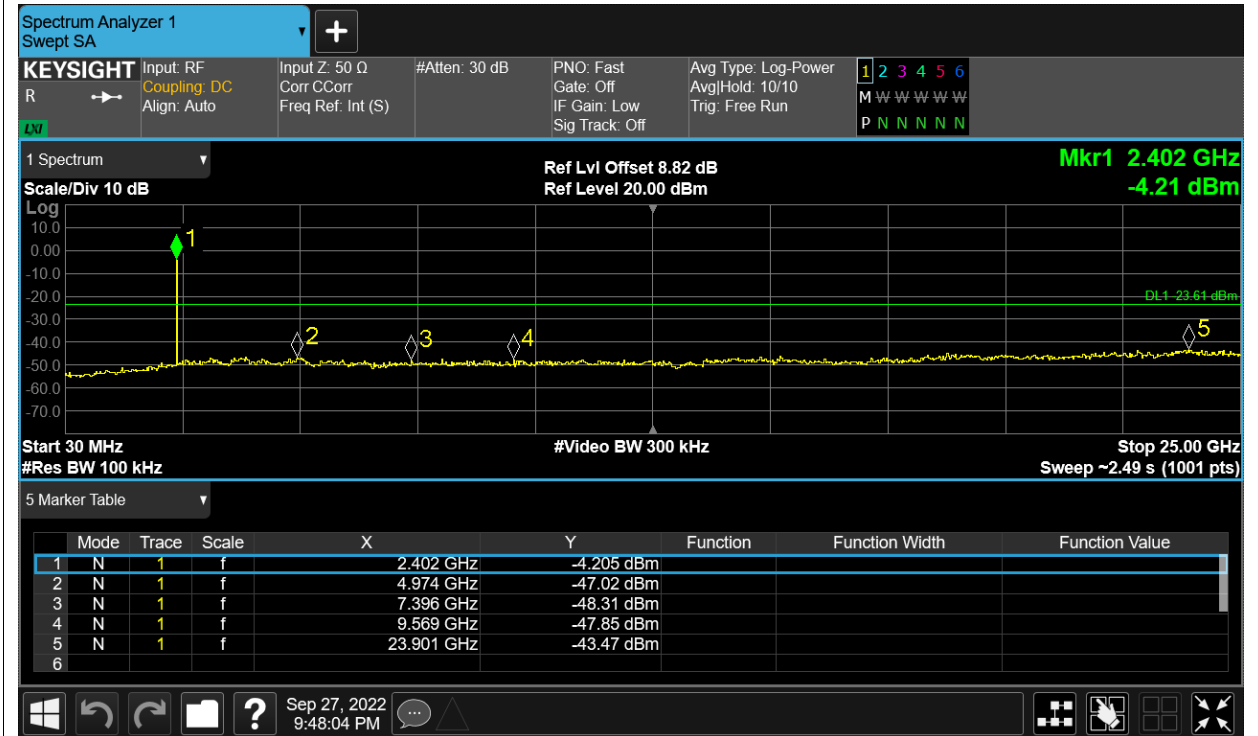 Spectrum Analyzer 1
Swept SA
+
KEYSIGHT Input: RF Input Z: 50 Ω #Atten: 30 dB PNO: Fast Avg Type: Log-Power 1 2 3 4 5 6
R Coupling: DC Corr CCorr Gate: Off Avg|Hold: 10/10 M W W W W W
Align: Auto Freq Ref: Int (S) IF Gain: Low Trig: Free Run
LXI Sig Track: Off P N N N N N
1 Spectrum Ref Lvl Offset 8.82 dB Mkr1 2.402 GHz
Scale/Div 10 dB Ref Level 20.00 dBm -4.21 dBm
Log
10.0
1
0.00
-10.0
-20.0
DL1 -23.61 dBm
-30.0
2 3 4 5
-40.0
-50.0
-60.0
-70.0
Start 30 MHz #Video BW 300 kHz Stop 25.00 GHz
#Res BW 100 kHz Sweep ~2.49 s (1001 pts)
5 Marker Table
Mode Trace Scale X Y Function Function Width Function Value
1 N 1 f 2.402 GHz -4.205 dBm
2 N 1 f 4.974 GHz -47.02 dBm
3 N 1 f 7.396 GHz -48.31 dBm
4 N 1 f 9.569 GHz -47.85 dBm
5 N 1 f 23.901 GHz -43.47 dBm
6
? Sep 27, 2022
9:48:04 PM